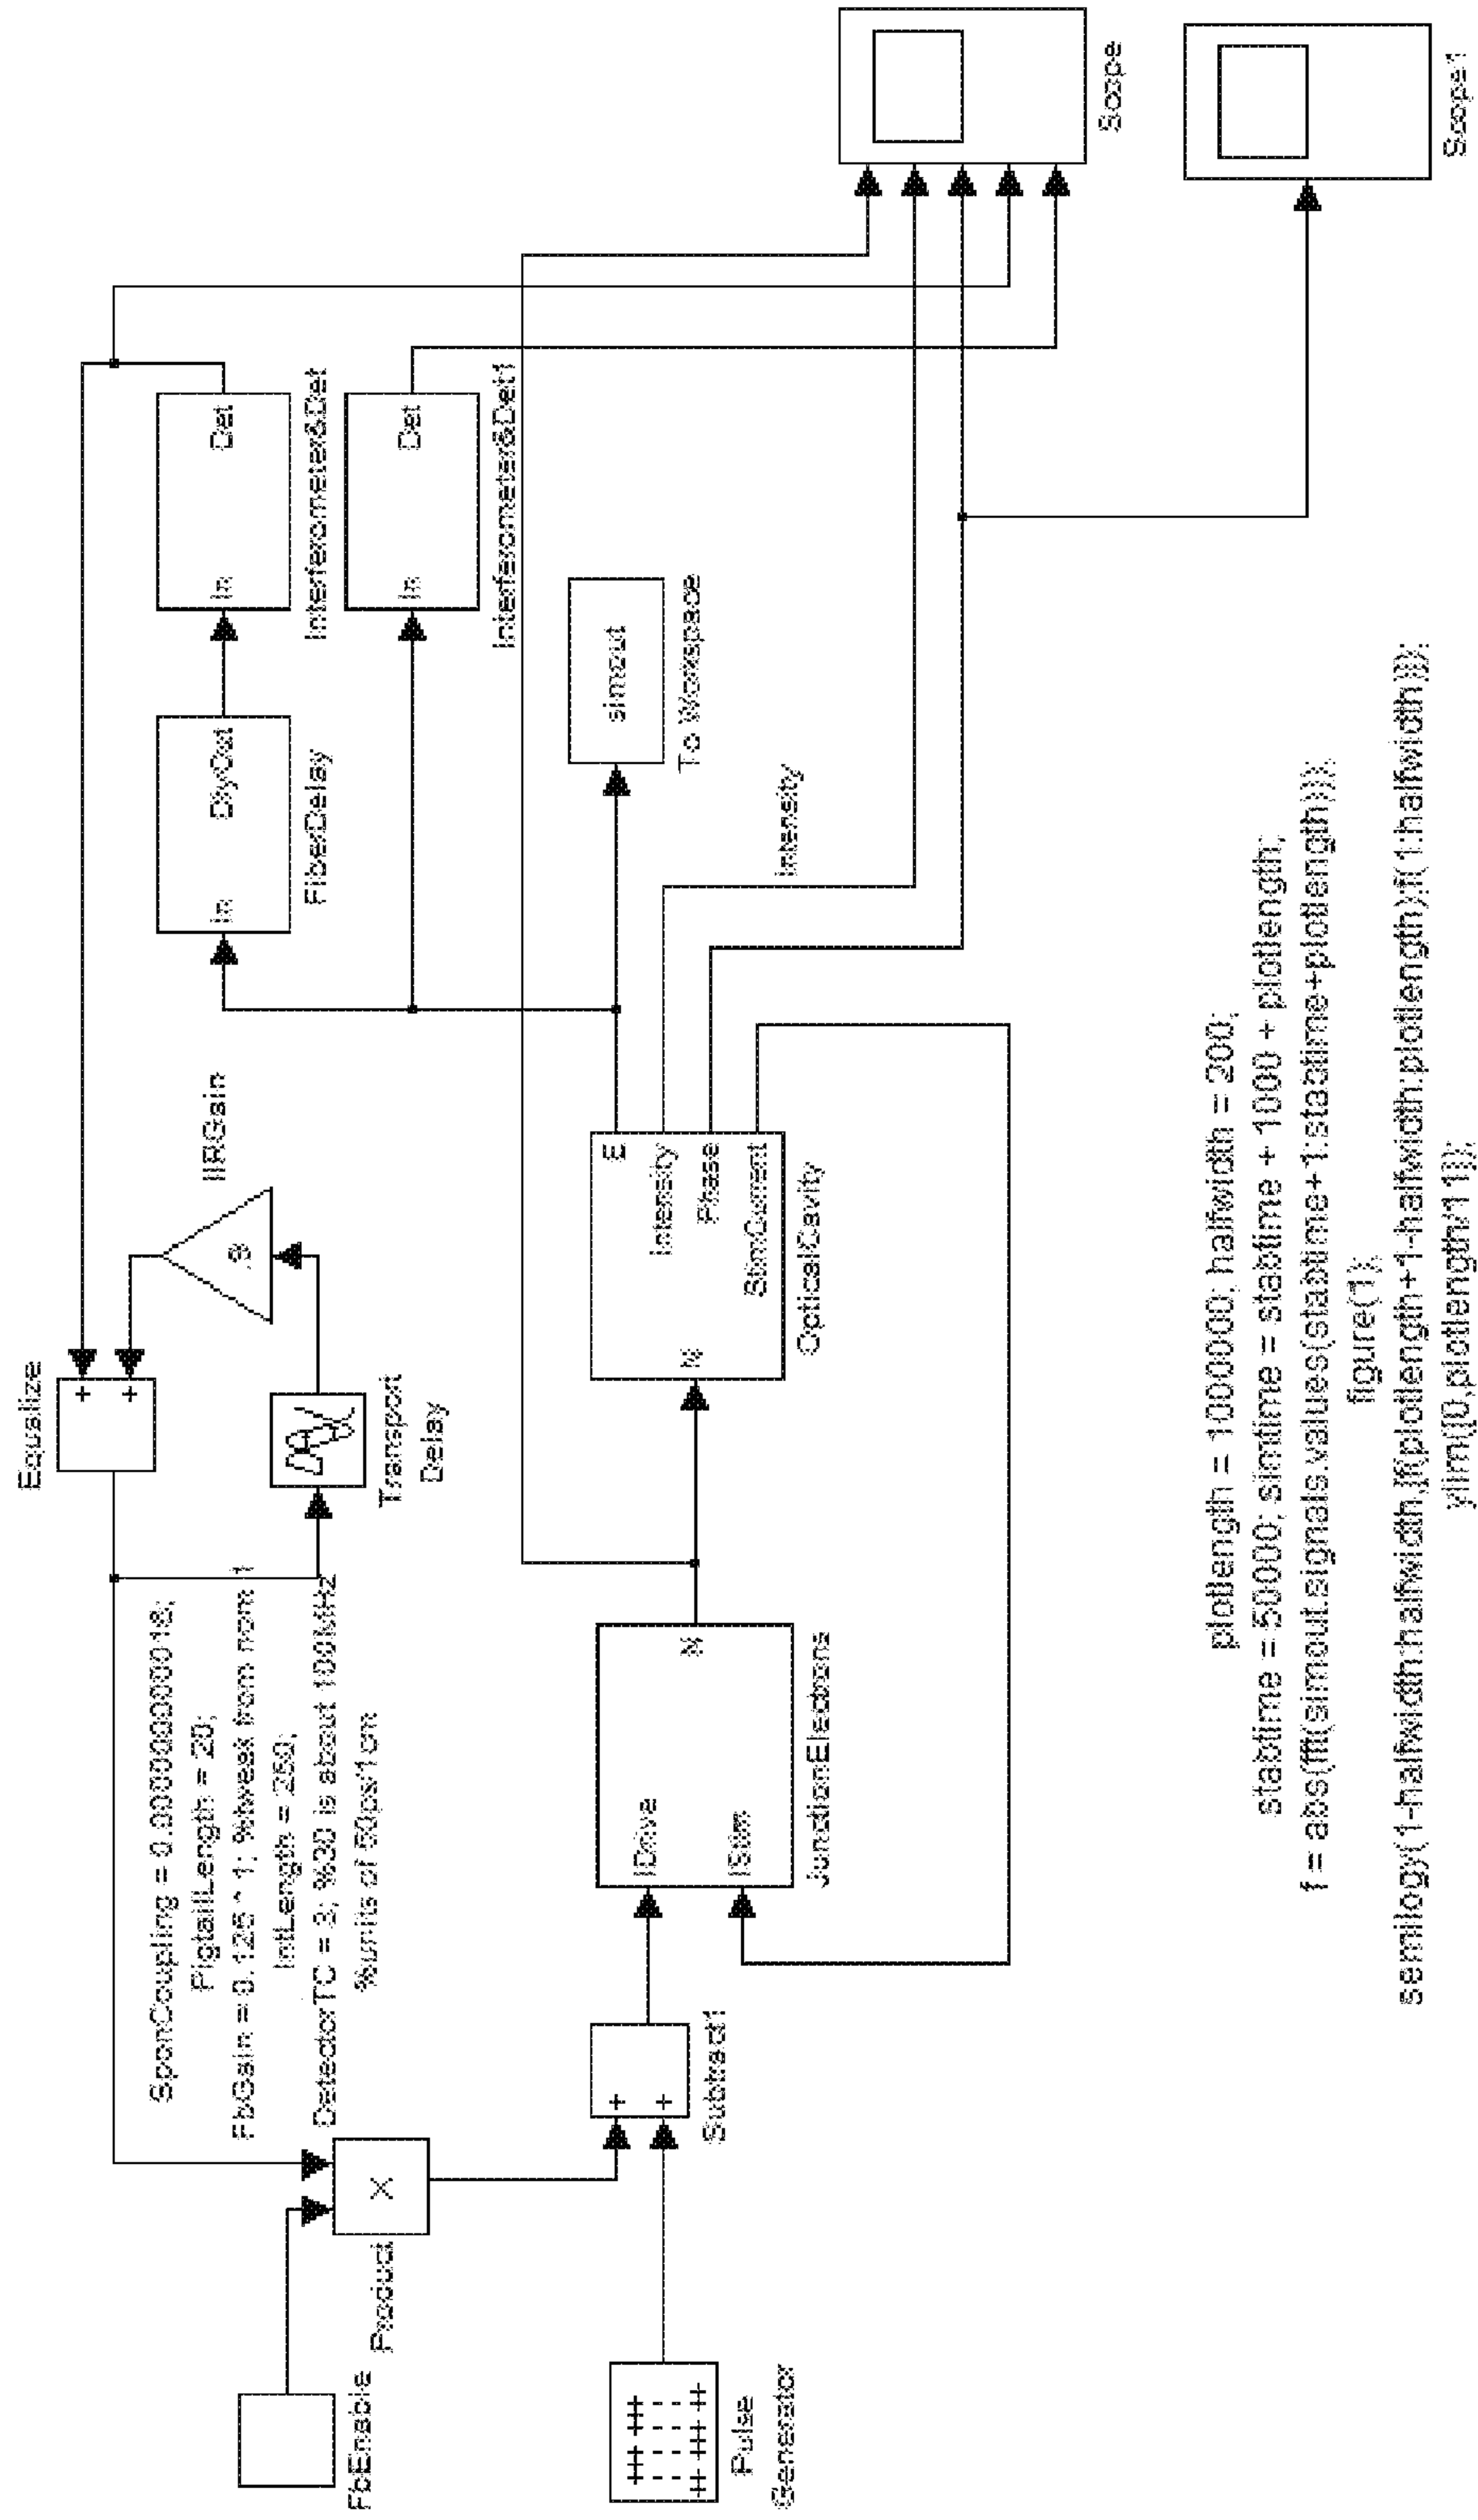 Equalize
IIRGain
.9
Transport
Delay
SponCoupling = 0.00000000018;
PigtailLength = 20;
FbGain = 0.125 * 1; %tweak from nom 1
IntLength = 250;
DetectorTC = 3; %30 is about 100MHz
%units of 50ps/1cm
FbEnable
X
Product
In
DlyOut
FiberDelay
In
Det
Interferometer&Det
In
Det
Interferometer&Det1
simout
To Workspace
Pulse
Generator
+
+
Subtract1
IDrive
IStim
N
JunctionElectrons
N
E
Intensity
Phase
StimCurrent
OpticalCavity
Intensity
+
+
Scope
Scope1
plotlength = 100000; halfwidth = 200;
stabtime = 5000; simtime = stabtime + 1000 + plotlength;
f = abs(fft(simout.signals.values(stabtime+1:stabtime+plotlength)));
figure(1);
semilogy(1-halfwidth:halfwidth,[f(plotlength+1-halfwidth:plotlength);f(1:halfwidth)]);
ylim([0,plotlength/11]);